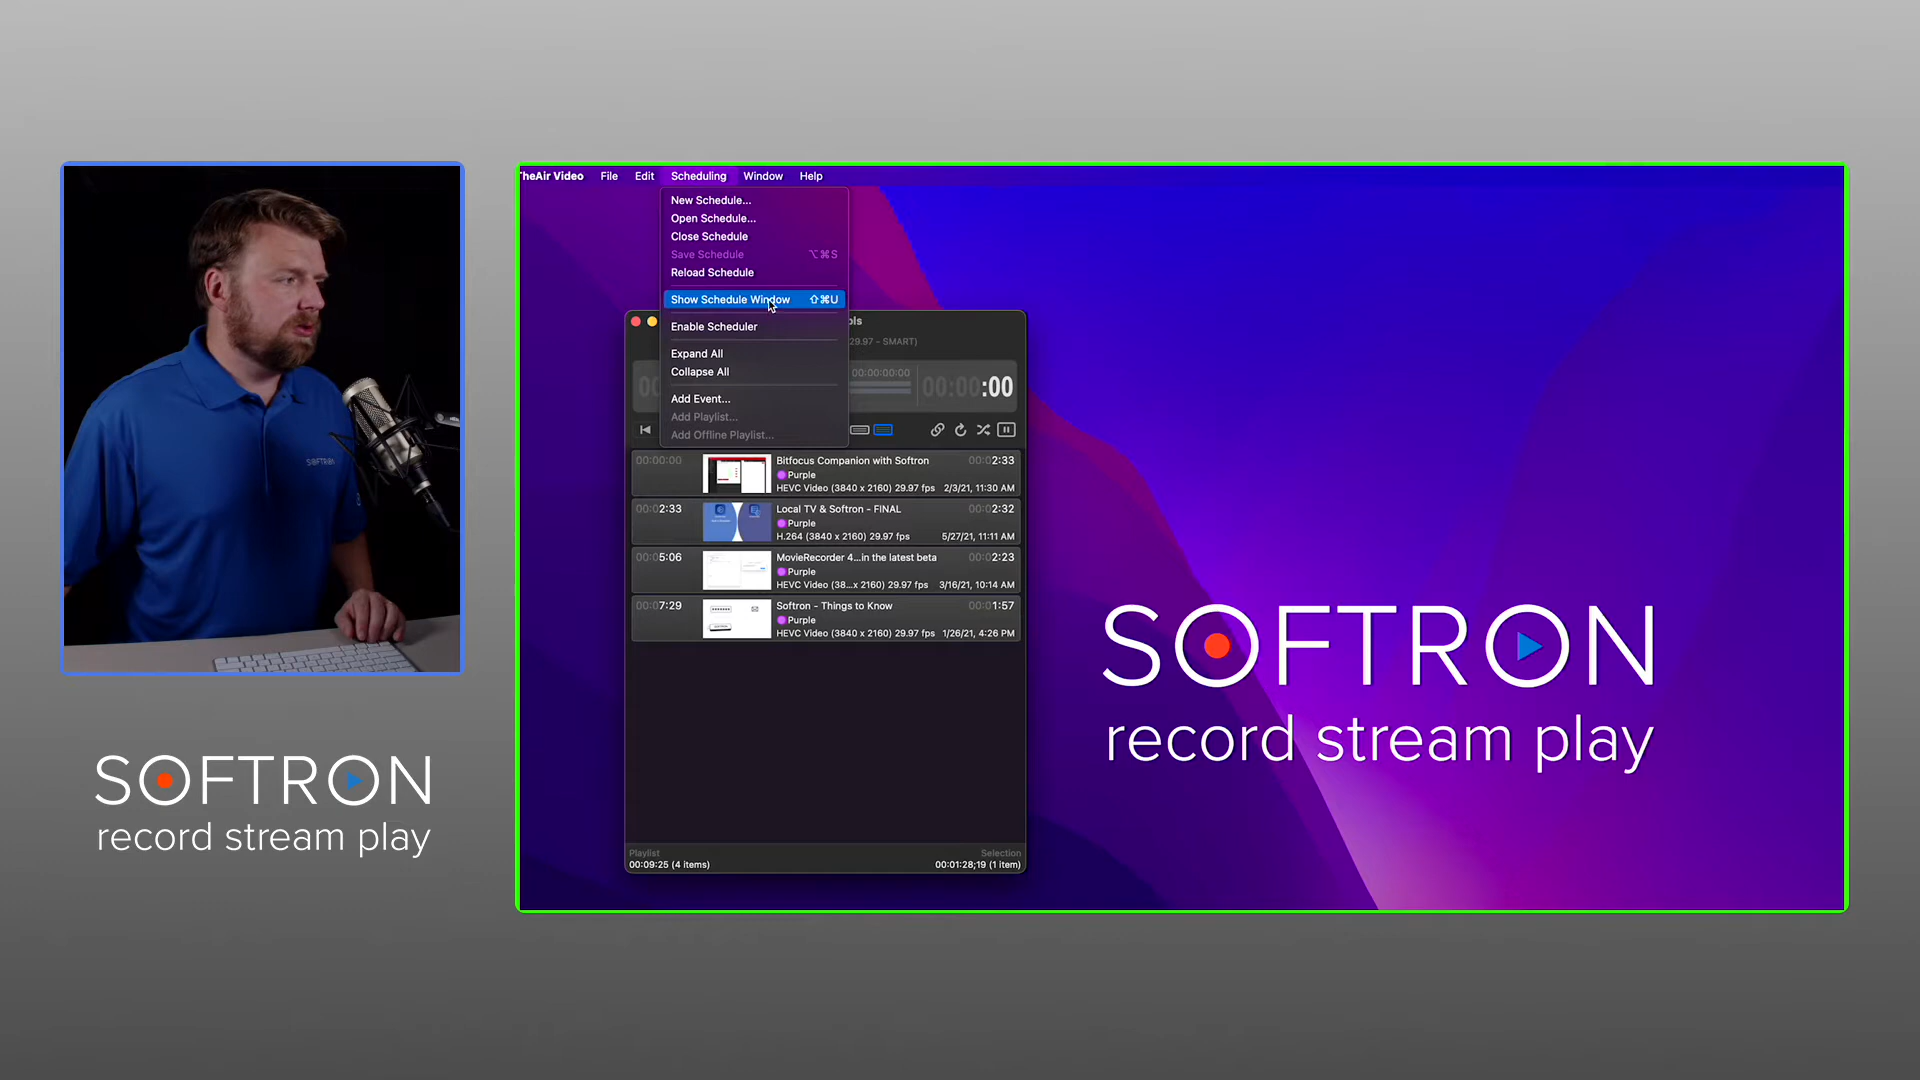 TheAir Video File Edit Scheduling Window Help
New Schedule...
Open Schedule...
Close Schedule
Save Schedule ⌥⌘S
Reload Schedule
Show Schedule Window ⇧⌘U
Enable Scheduler
Expand All
Collapse All
Add Event...
Add Playlist...
Add Offline Playlist...
ols
29.97 - SMART)
00:00:00:00
00:00:00
00:00:00 Bitfocus Companion with Softron 00:02:33
Purple
HEVC Video (3840 x 2160) 29.97 fps 2/3/21, 11:30 AM
00:02:33 Local TV & Softron - FINAL 00:02:32
Purple
H.264 (3840 x 2160) 29.97 fps 5/27/21, 11:11 AM
00:05:06 MovieRecorder 4...in the latest beta 00:02:23
Purple
HEVC Video (38...x 2160) 29.97 fps 3/16/21, 10:14 AM
00:07:29 Softron - Things to Know 00:01:57
Purple
HEVC Video (3840 x 2160) 29.97 fps 1/26/21, 4:26 PM
Playlist Selection
00:09:25 (4 items) 00:01:28;19 (1 item)
SOFTRON
record stream play
SOFTRON
SOFTRON
record stream play